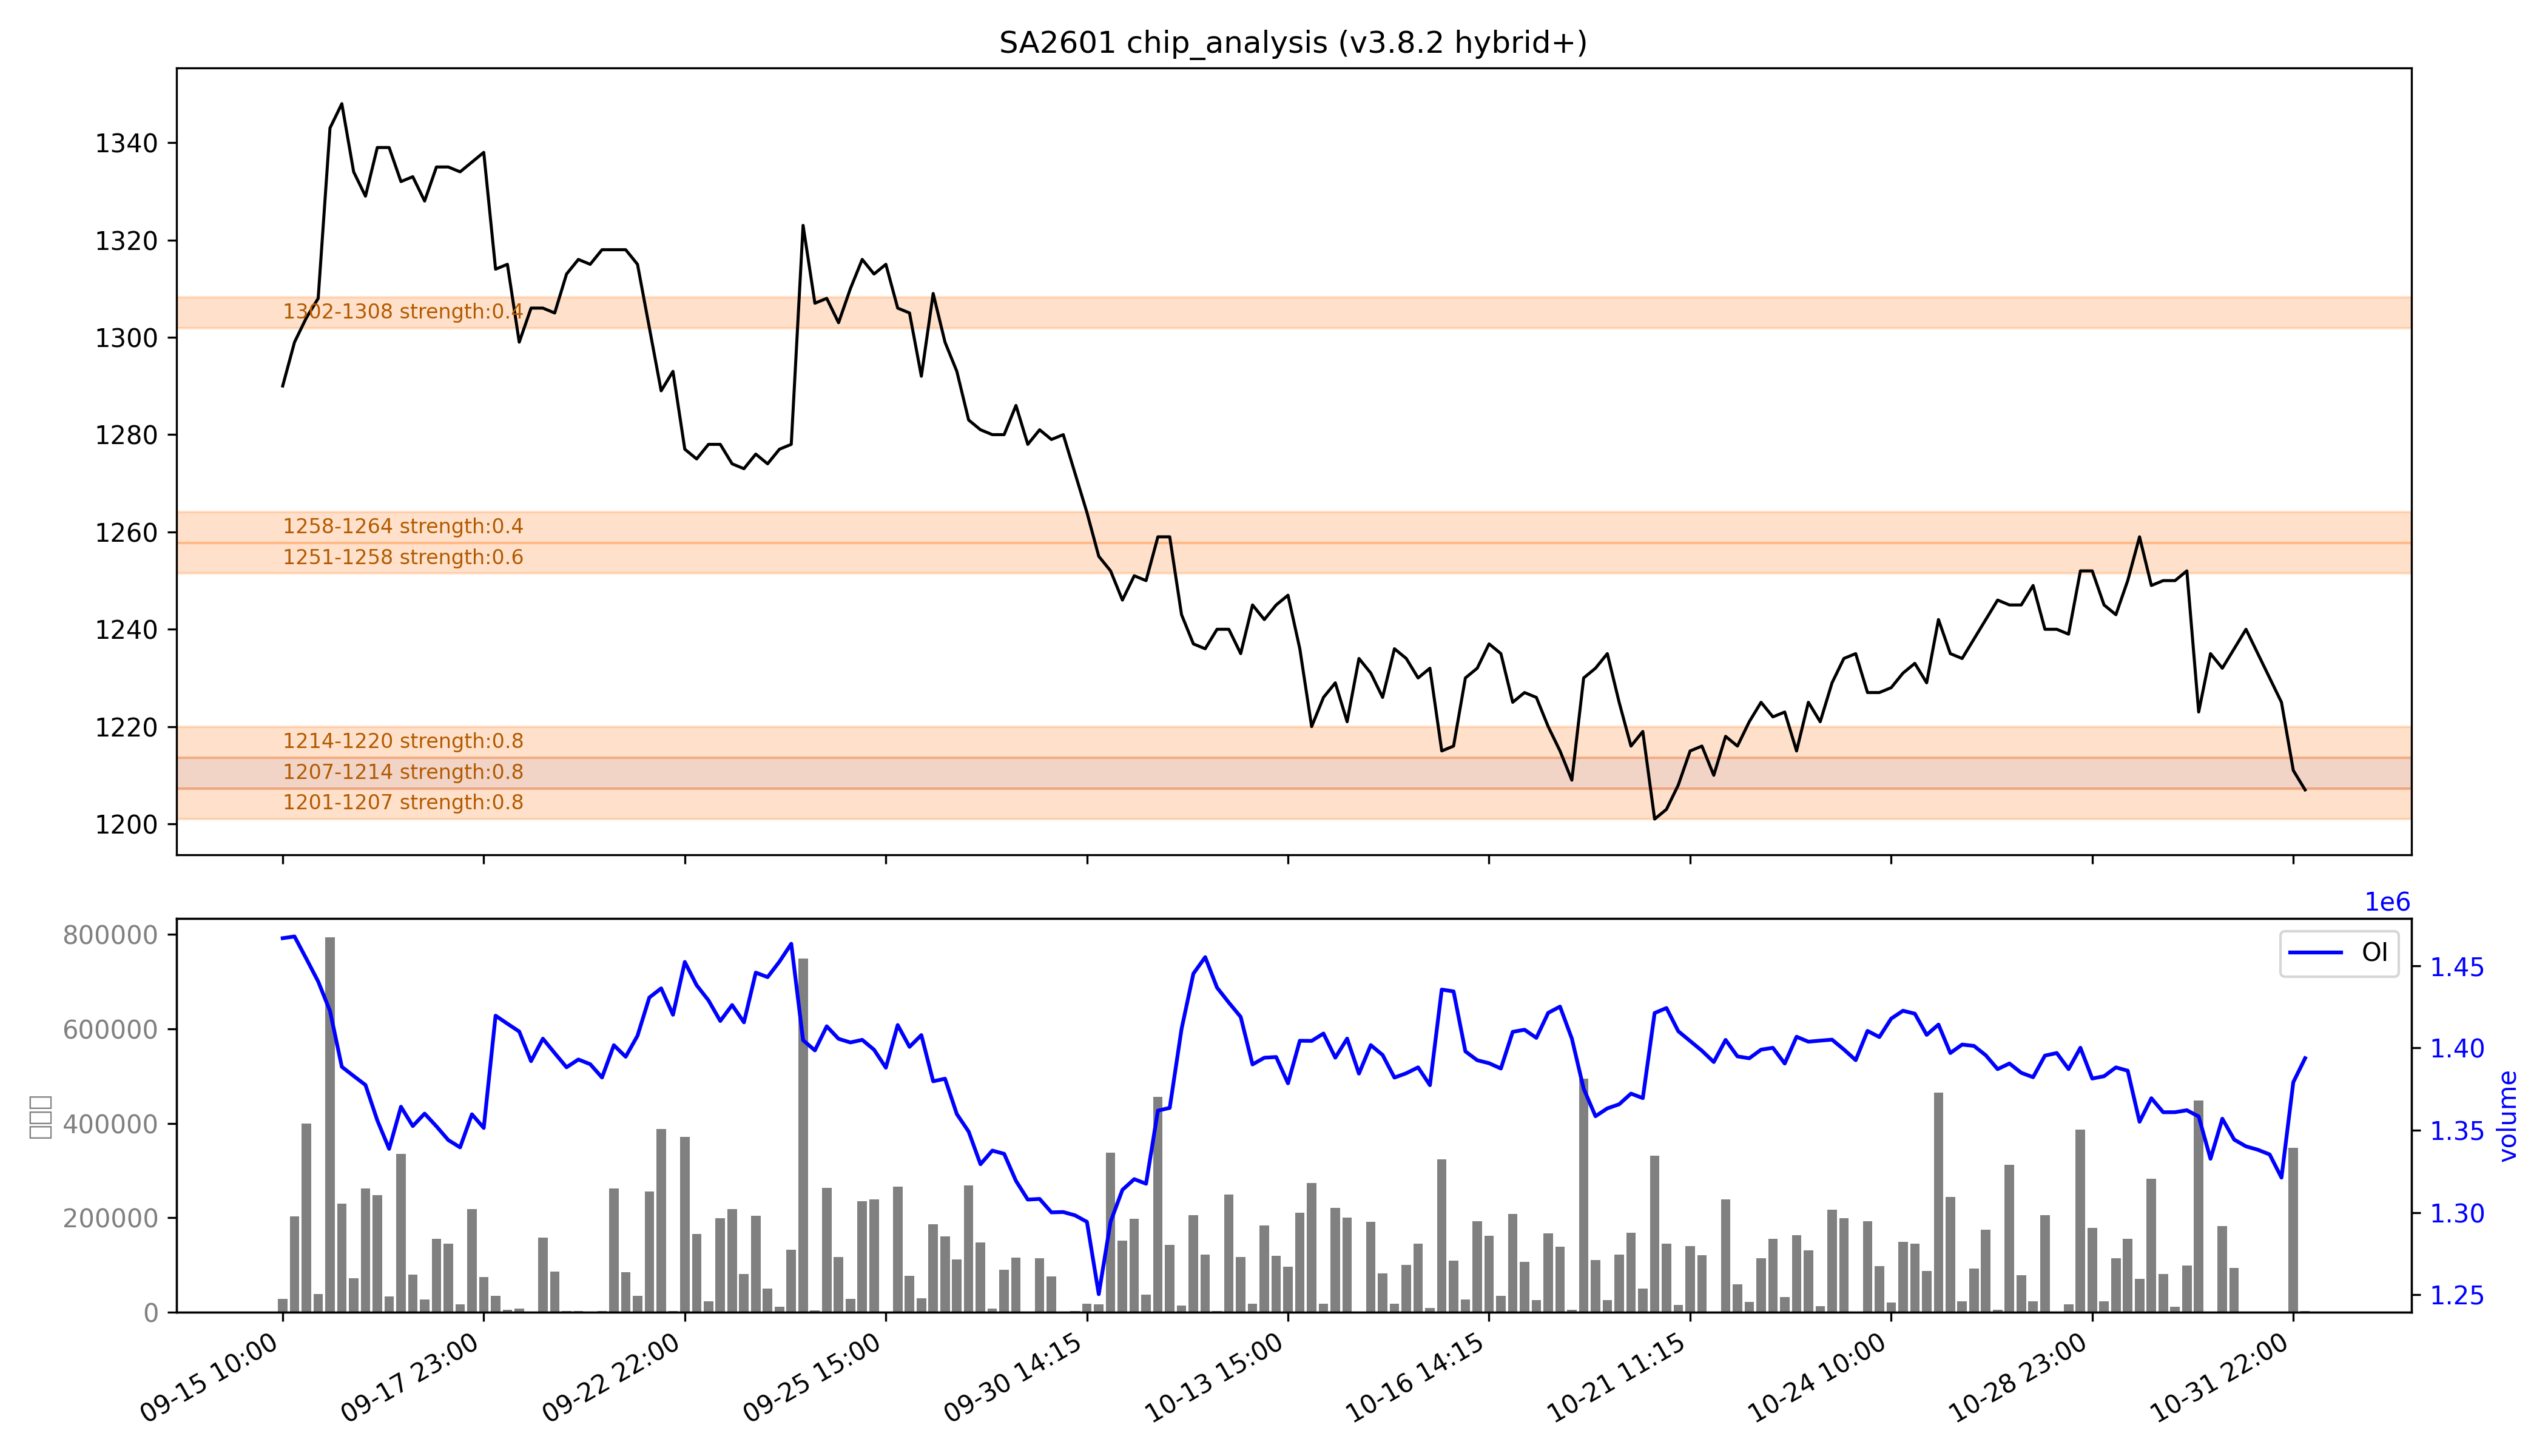 SA2601 chip_analysis (v3.8.2 hybrid+)
1340
1320
1300
1280
1260
1240
1220
1200
1302-1308 strength:0.4
1258-1264 strength:0.4
1251-1258 strength:0.6
1214-1220 strength:0.8
1207-1214 strength:0.8
1201-1207 strength:0.8
1e6
800000
600000
400000
200000
0
OI
1.45
1.40
1.35
1.30
1.25
volume
09-15 10:00
09-17 23:00
09-22 22:00
09-25 15:00
09-30 14:15
10-13 15:00
10-16 14:15
10-21 11:15
10-24 10:00
10-28 23:00
10-31 22:00